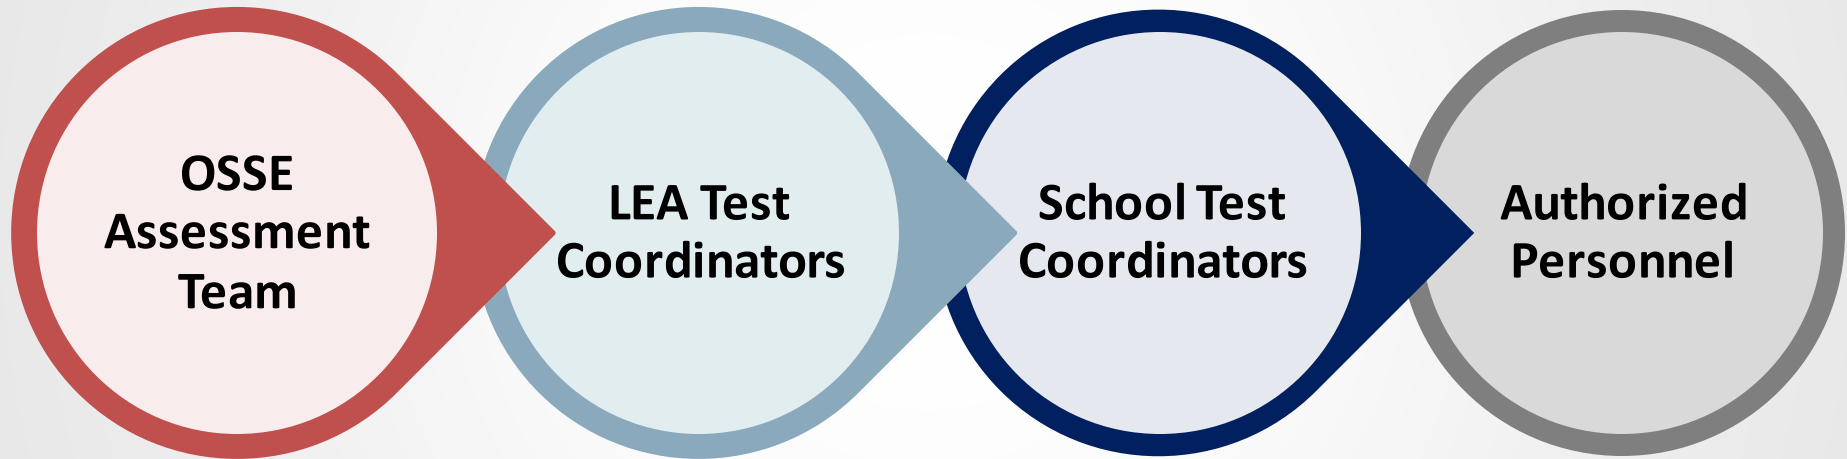 OSSE
Assessment
Team
LEA Test
Coordinators
School Test
Coordinators
Authorized
Personnel